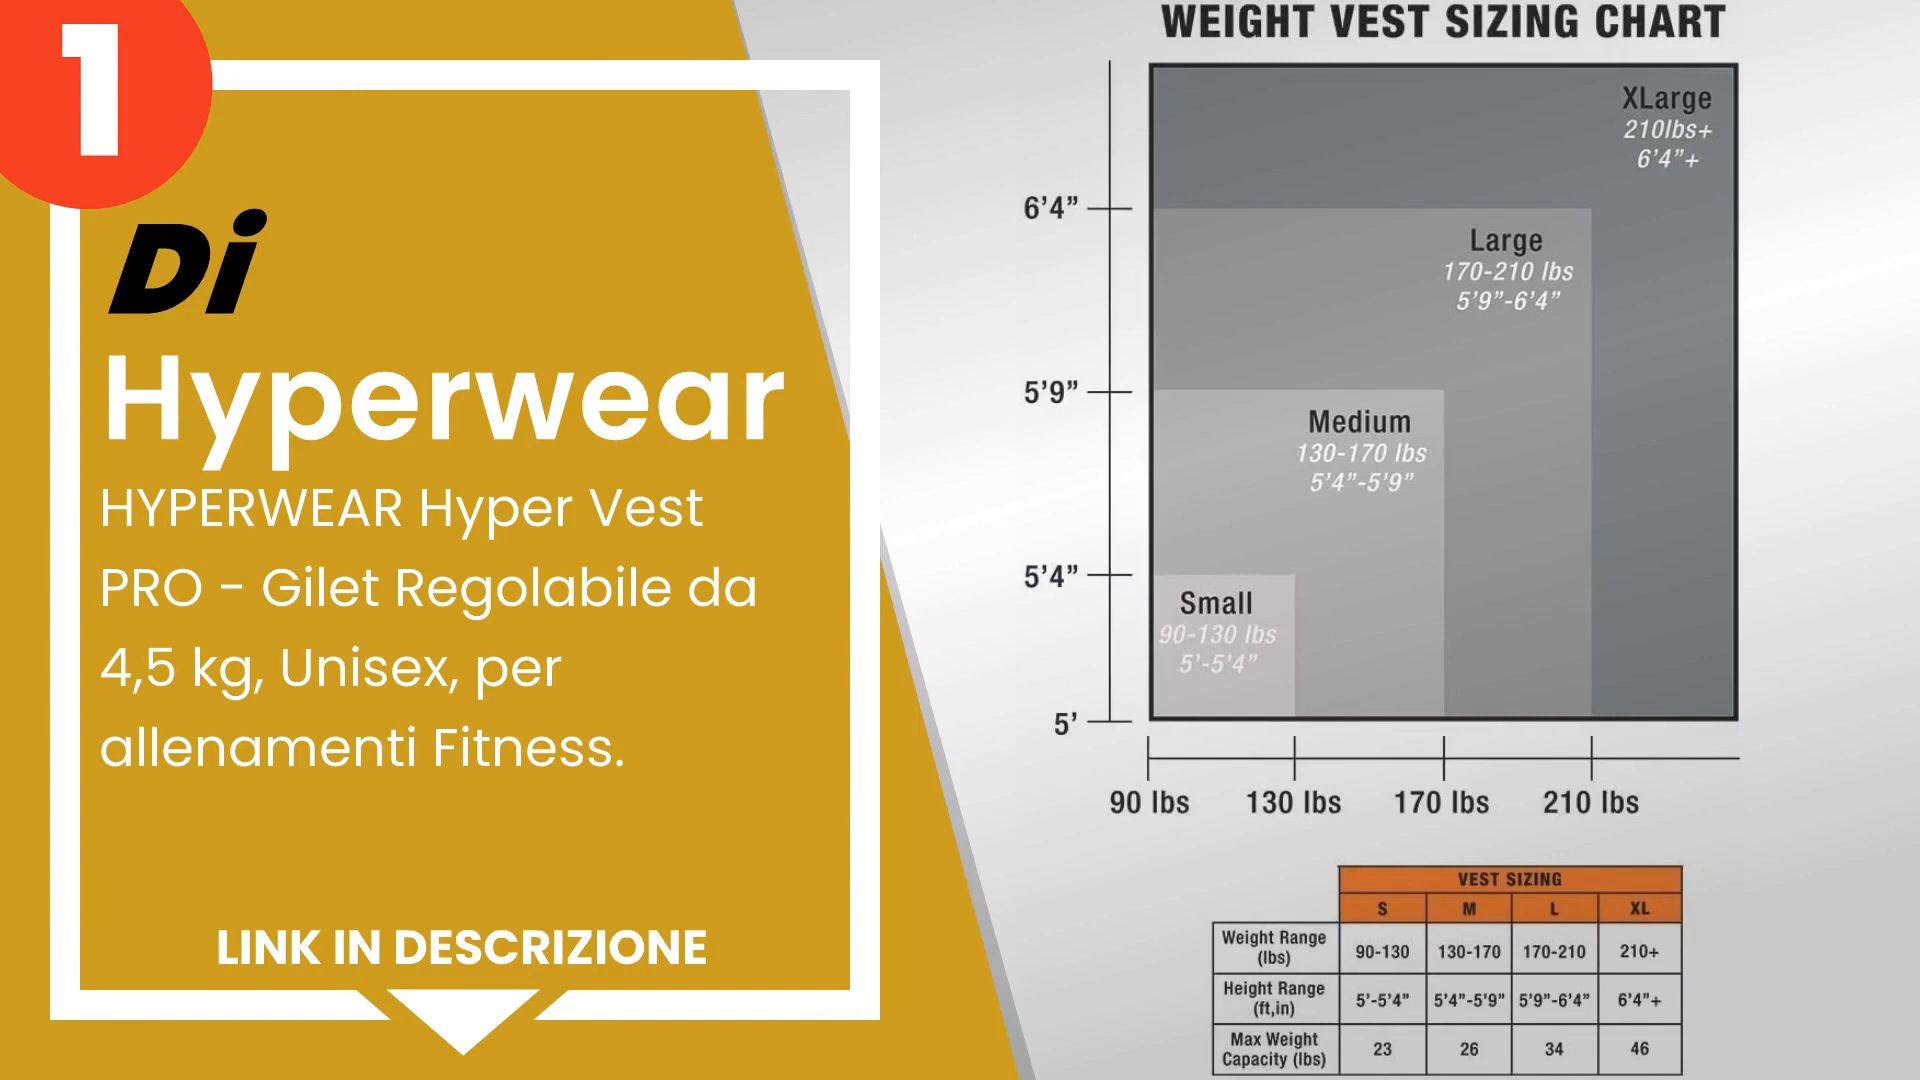 1
Di
Hyperwear
HYPERWEAR Hyper Vest
PRO - Gilet Regolabile da
4,5 kg, Unisex, per
allenamenti Fitness.
LINK IN DESCRIZIONE
WEIGHT VEST SIZING CHART
XLarge
210lbs+
6'4”+
6'4”
Large
170-210 lbs
5'9”-6'4”
5'9”
Medium
130-170 lbs
5'4”-5'9”
5'4”
Small
90-130 lbs
5'-5'4”
5'
90 lbs 130 lbs 170 lbs 210 lbs
VEST SIZING
S M L XL
Weight Range
(lbs)
90-130 130-170 170-210 210+
Height Range
(ft,in)
5'-5'4” 5'4”-5'9” 5'9”-6'4” 6'4”+
Max Weight
Capacity (lbs)
23 26 34 46